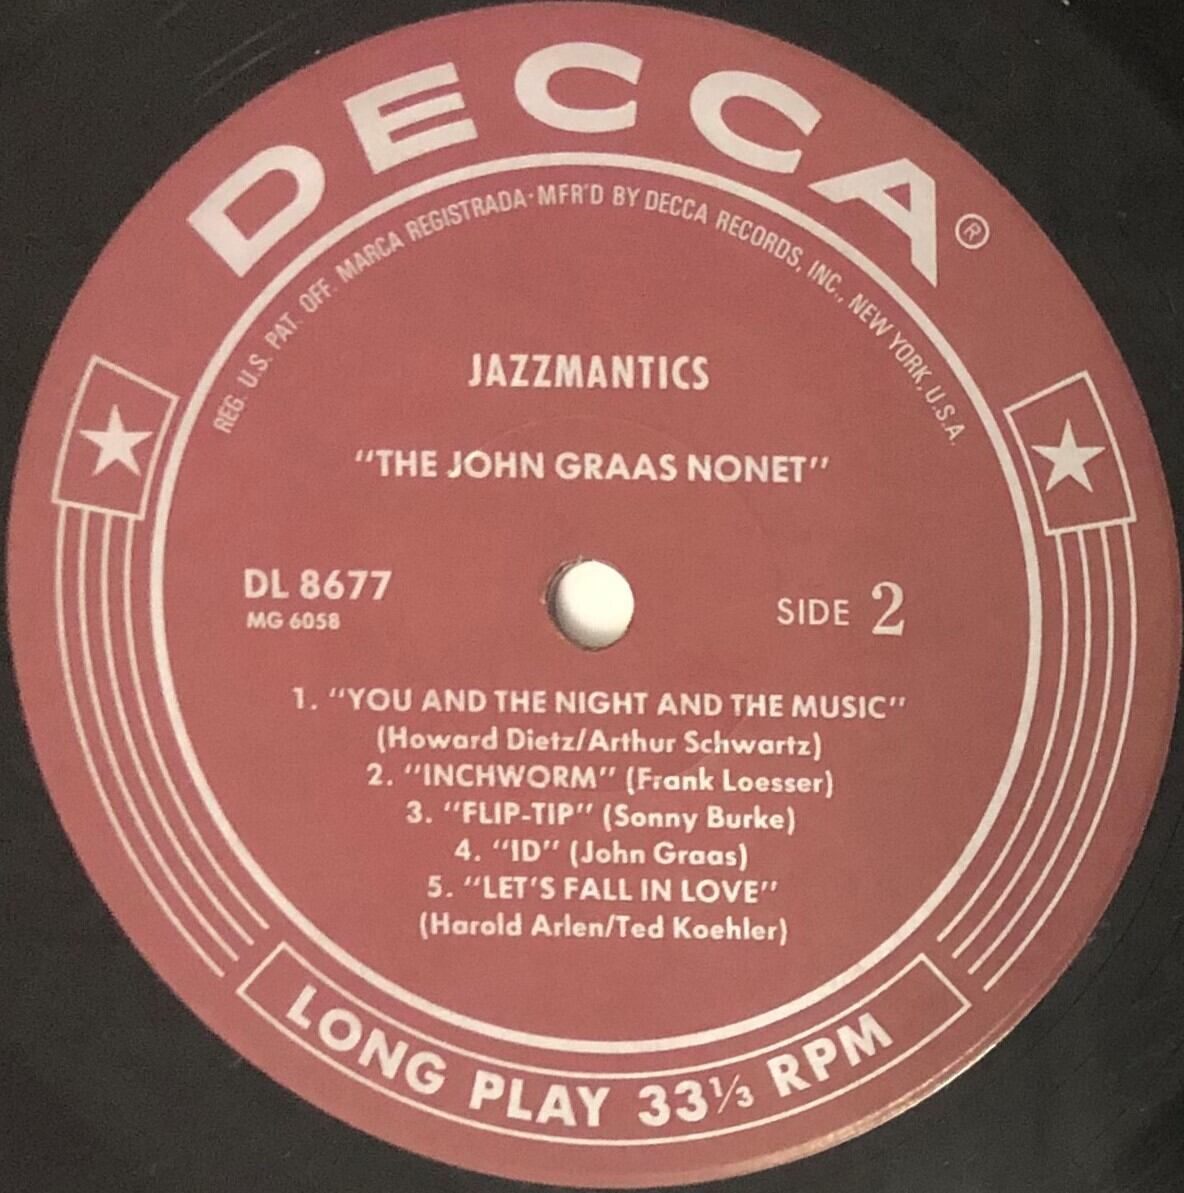 DECCA®
REG. U.S. PAT. OFF. MARCA REGISTRADA·MFR'D BY DECCA RECORDS, INC., NEW YORK, U.S.A.
JAZZMANTICS
"THE JOHN GRAAS NONET"
DL 8677
MG 6058
SIDE 2
1. "YOU AND THE NIGHT AND THE MUSIC"
(Howard Dietz/Arthur Schwartz)
2. "INCHWORM" (Frank Loesser)
3. "FLIP-TIP" (Sonny Burke)
4. "ID" (John Graas)
5. "LET'S FALL IN LOVE"
(Harold Arlen/Ted Koehler)
LONG PLAY 33⅓ RPM